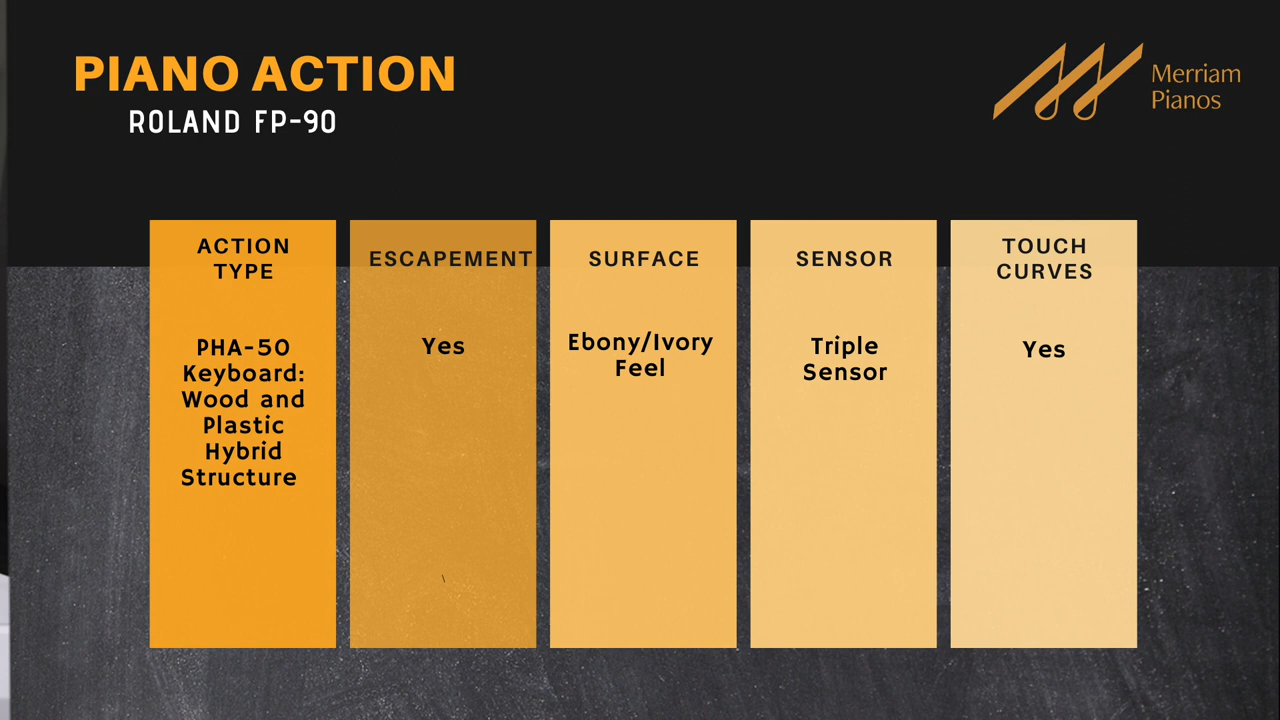 PIANO ACTION
ROLAND FP-90
Merriam
Pianos
ACTION
TYPE
PHA-50
Keyboard:
Wood and
Plastic
Hybrid
Structure
ESCAPEMENT
Yes
SURFACE
Ebony/Ivory
Feel
SENSOR
Triple
Sensor
TOUCH
CURVES
Yes